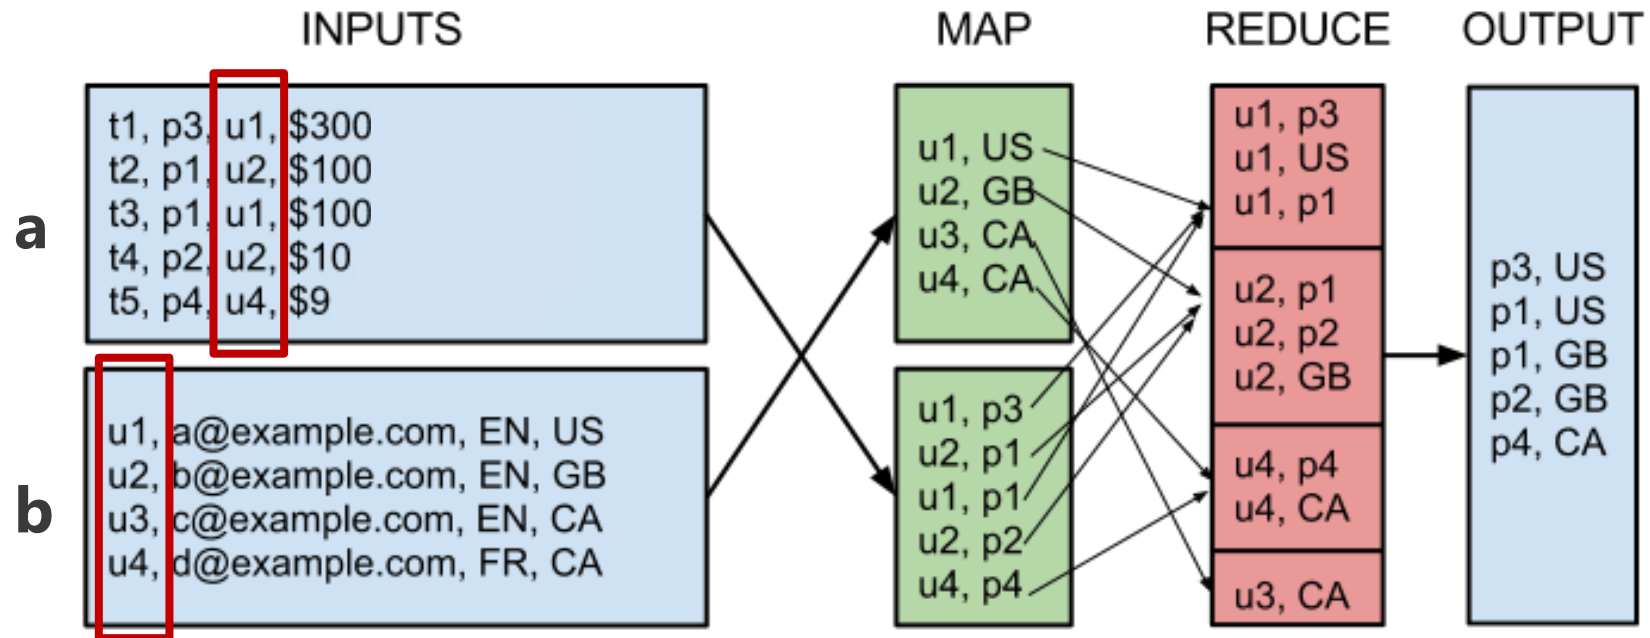 INPUTS
MAP
REDUCE
OUTPUT
a
t1, p3, u1, $300
t2, p1, u2, $100
t3, p1, u1, $100
t4, p2, u2, $10
t5, p4, u4, $9
b
u1, a@example.com, EN, US
u2, b@example.com, EN, GB
u3, c@example.com, EN, CA
u4, d@example.com, FR, CA
u1, US
u2, GB
u3, CA
u4, CA
u1, p3
u2, p1
u1, p1
u2, p2
u4, p4
u1, p3
u1, US
u1, p1
u2, p1
u2, p2
u2, GB
u4, p4
u4, CA
u3, CA
p3, US
p1, US
p1, GB
p2, GB
p4, CA